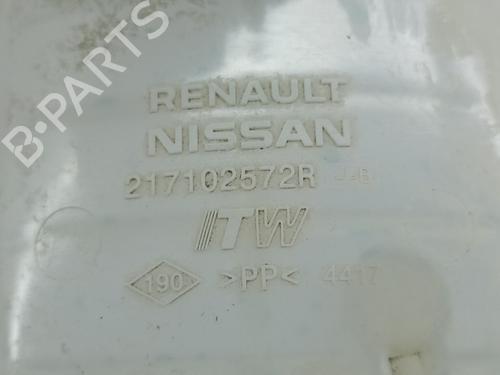 B-PARTS
RENAULT
NISSAN
217102572R J-B
ITW
190 >PP< 4417